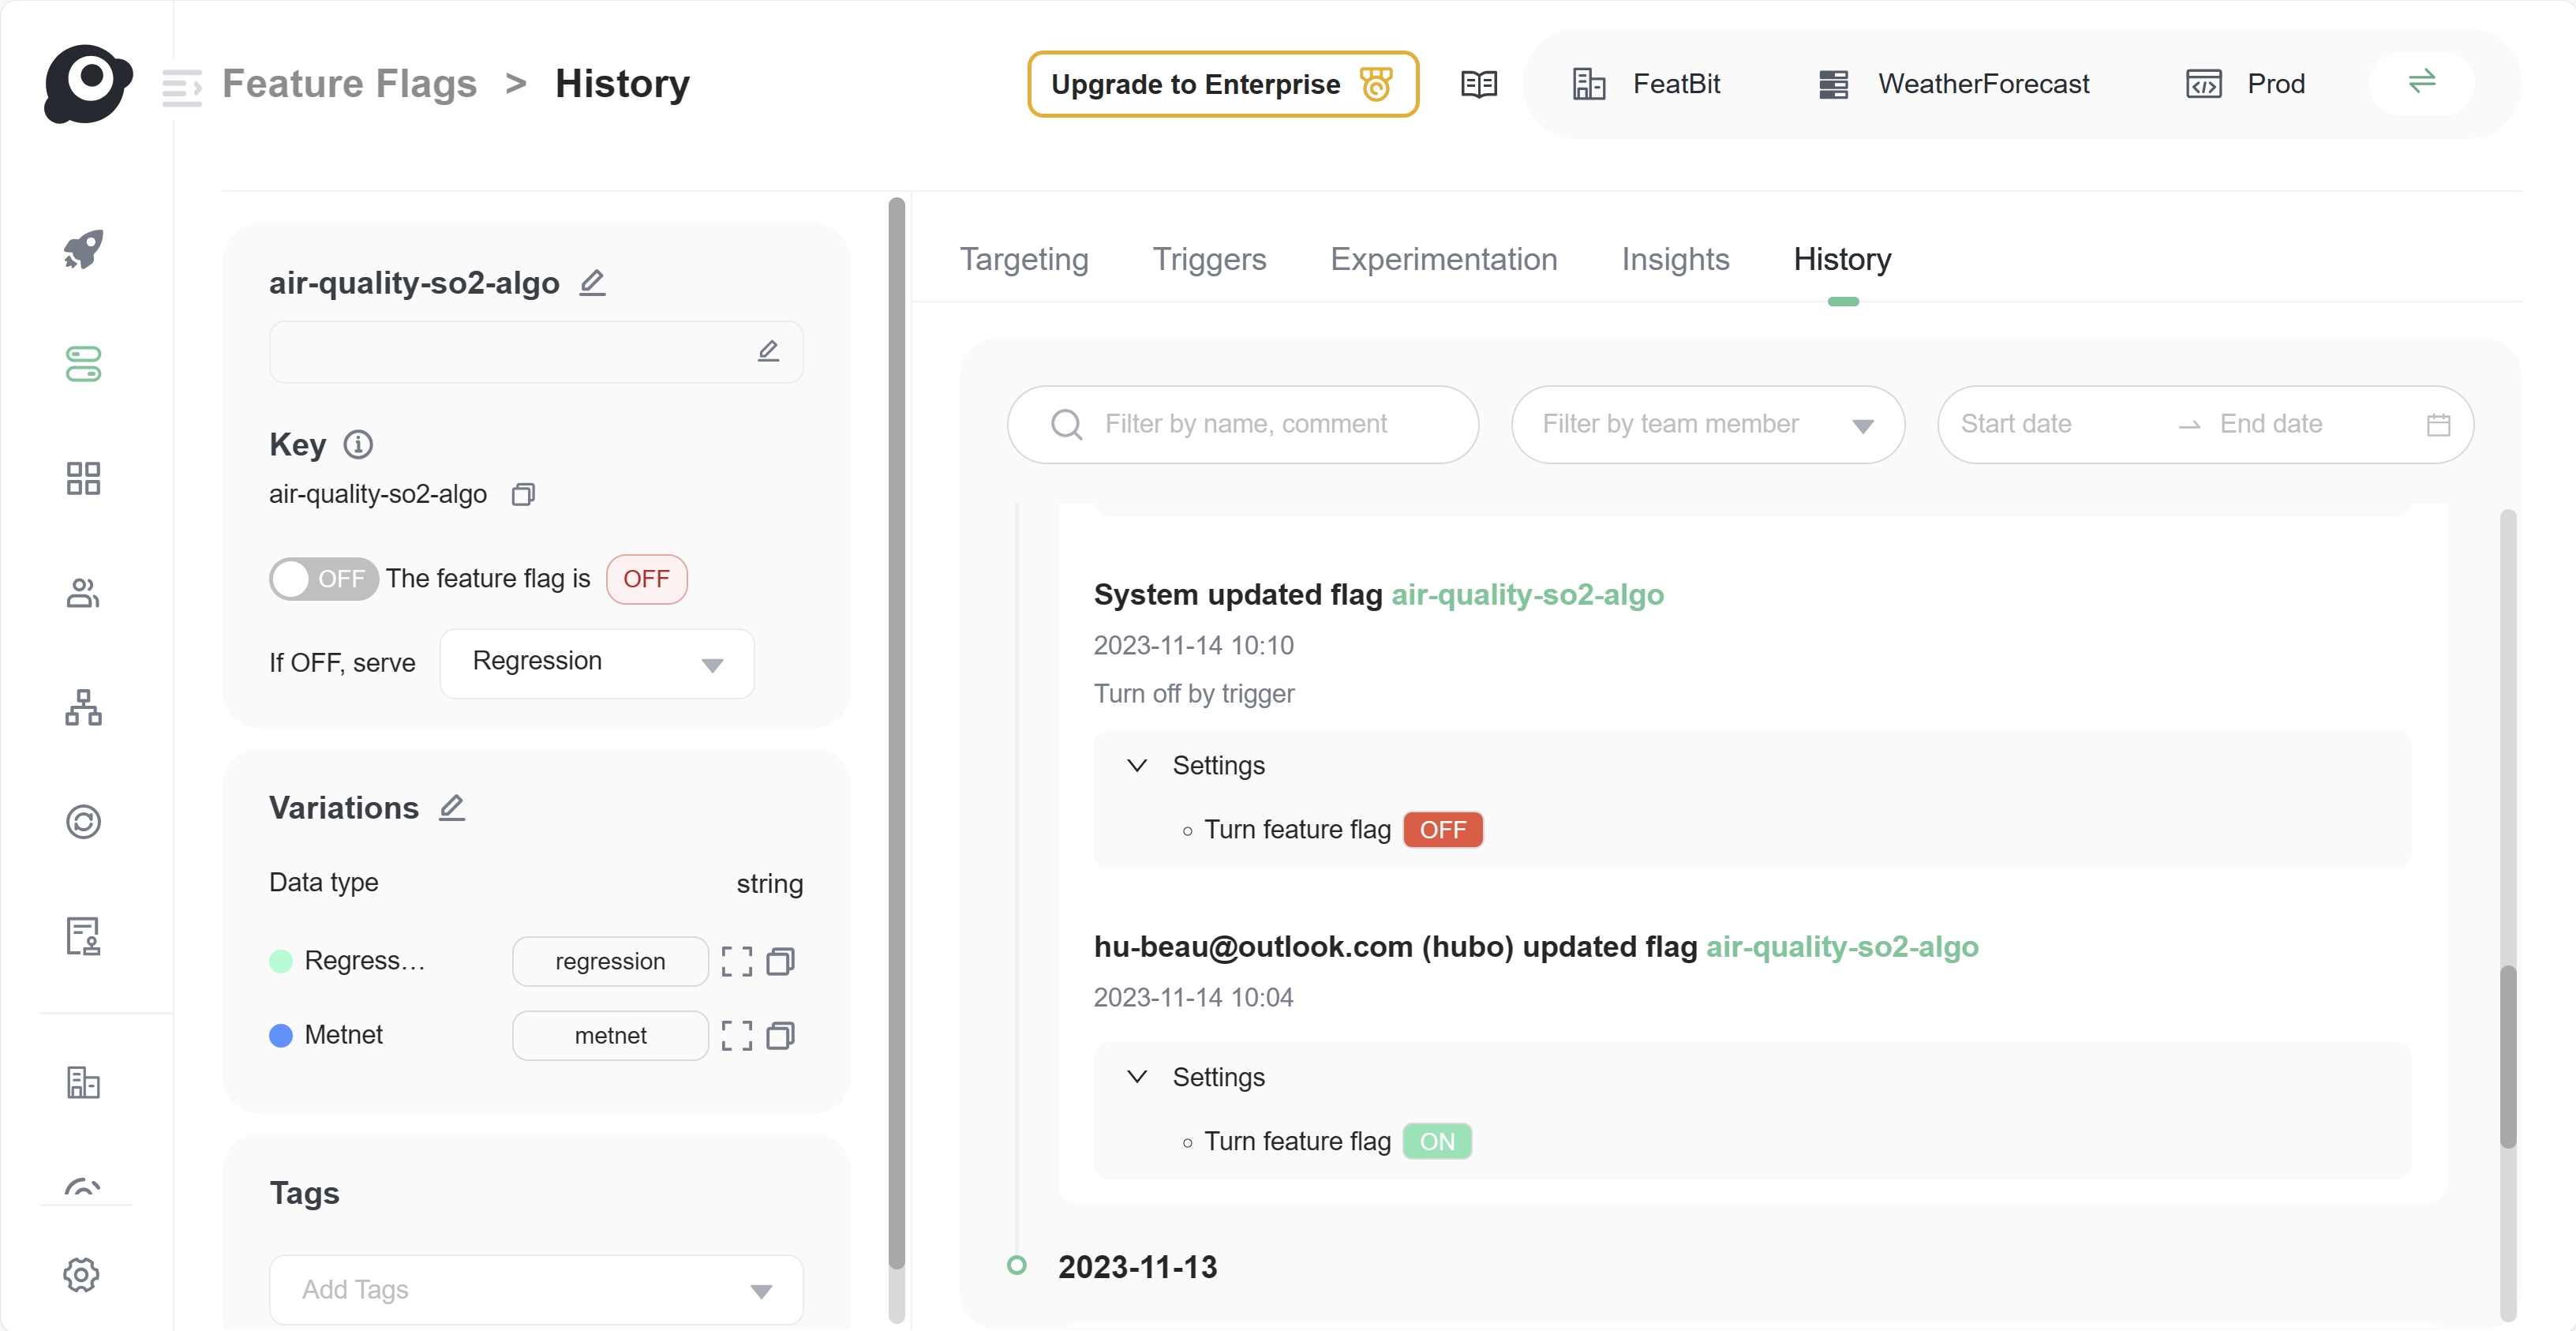 Feature Flags > History
Upgrade to Enterprise
FeatBit
WeatherForecast
Prod
air-quality-so2-algo
Key
air-quality-so2-algo
OFF The feature flag is OFF
If OFF, serve Regression
Variations
Data type string
Regress... regression
Metnet metnet
Tags
Add Tags
Targeting Triggers Experimentation Insights History
Filter by name, comment
Filter by team member
Start date
End date
System updated flag air-quality-so2-algo
2023-11-14 10:10
Turn off by trigger
Settings
Turn feature flag OFF
hu-beau@outlook.com (hubo) updated flag air-quality-so2-algo
2023-11-14 10:04
Settings
Turn feature flag ON
2023-11-13